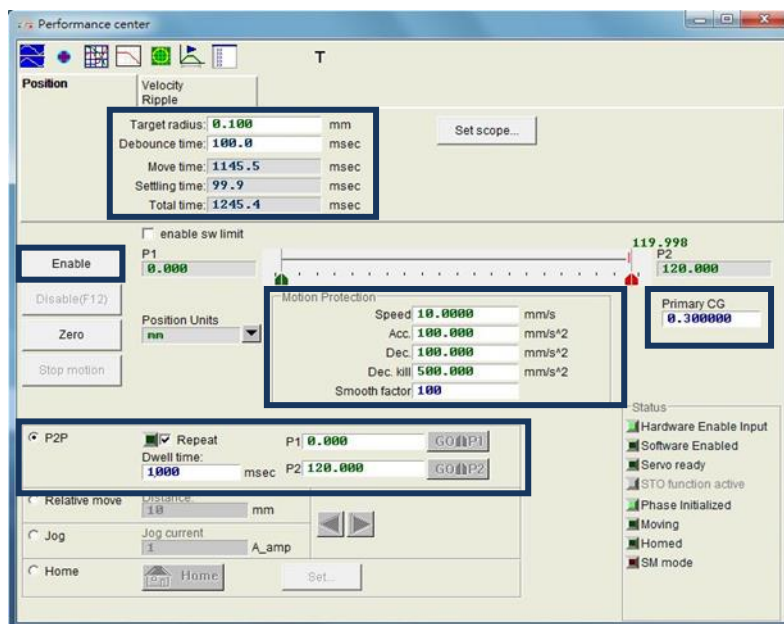 Performance center
T
Position
Velocity
Ripple
Target radius: 0.100 mm
Debounce time: 100.0 msec
Move time: 1145.5 msec
Settling time: 99.9 msec
Total time: 1245.4 msec
Set scope...
enable sw limit
Enable
P1
0.000
119.998
P2
120.000
Disable(F12)
Zero
Stop motion
Position Units
mm
Motion Protection
Speed 10.0000 mm/s
Acc. 100.000 mm/s^2
Dec. 100.000 mm/s^2
Dec. kill 500.000 mm/s^2
Smooth factor 100
Primary CG
0.300000
P2P
Repeat
Dwell time:
1000 msec
P1 0.000 GO P1
P2 120.000 GO P2
Relative move
Distance:
10 mm
Jog
Jog current
1 A_amp
Home
Home
Set...
Status
Hardware Enable Input
Software Enabled
Servo ready
STO function active
Phase Initialized
Moving
Homed
SM mode